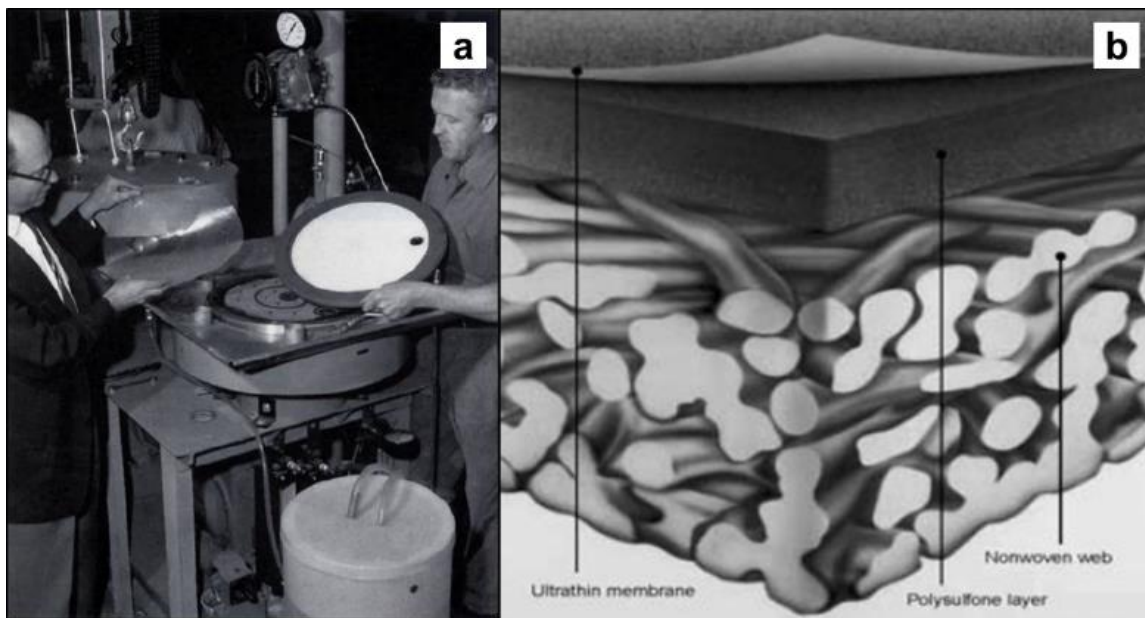 a
b
Ultrathin membrane
Nonwoven web
Polysulfone layer